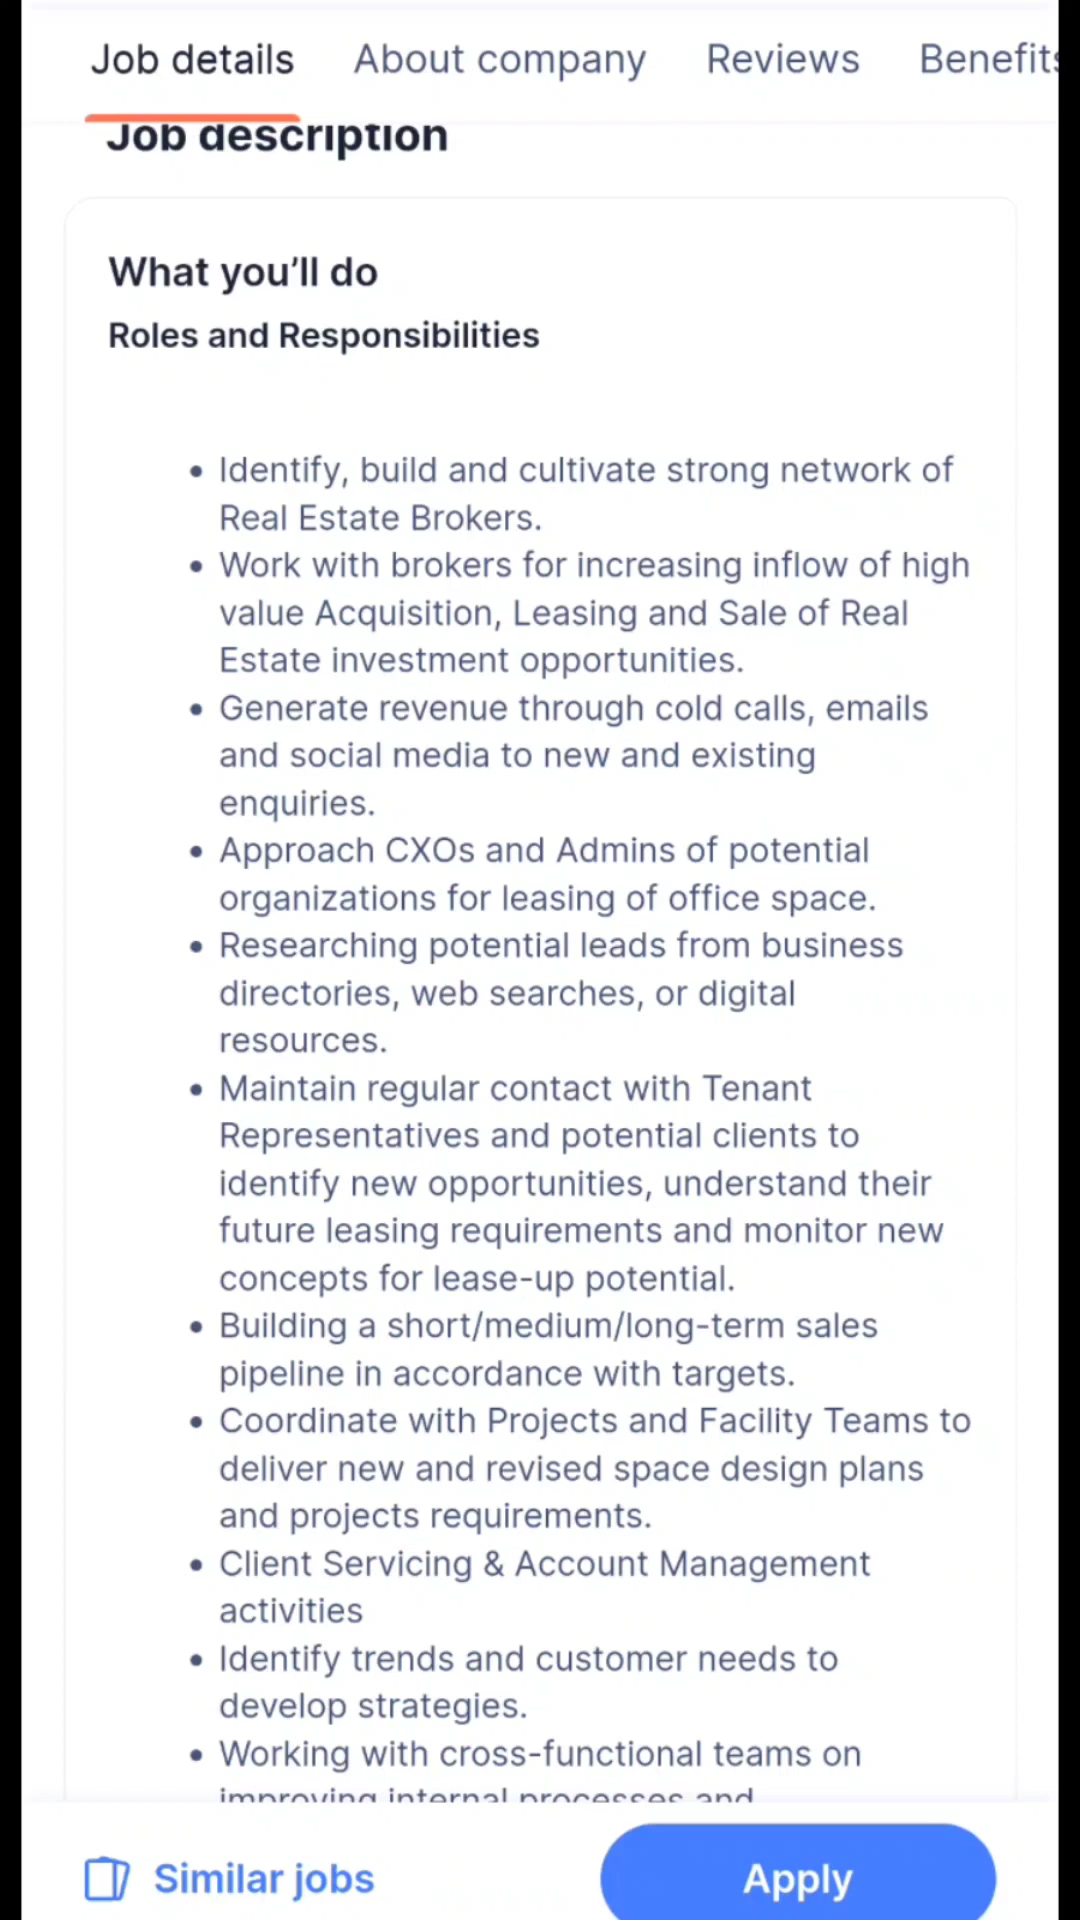 Job details About company Reviews Benefits
Job description
What you’ll do
Roles and Responsibilities
• Identify, build and cultivate strong network of
Real Estate Brokers.
• Work with brokers for increasing inflow of high
value Acquisition, Leasing and Sale of Real
Estate investment opportunities.
• Generate revenue through cold calls, emails
and social media to new and existing
enquiries.
• Approach CXOs and Admins of potential
organizations for leasing of office space.
• Researching potential leads from business
directories, web searches, or digital
resources.
• Maintain regular contact with Tenant
Representatives and potential clients to
identify new opportunities, understand their
future leasing requirements and monitor new
concepts for lease-up potential.
• Building a short/medium/long-term sales
pipeline in accordance with targets.
• Coordinate with Projects and Facility Teams to
deliver new and revised space design plans
and projects requirements.
• Client Servicing & Account Management
activities
• Identify trends and customer needs to
develop strategies.
• Working with cross-functional teams on
improving internal processes and
Similar jobs Apply